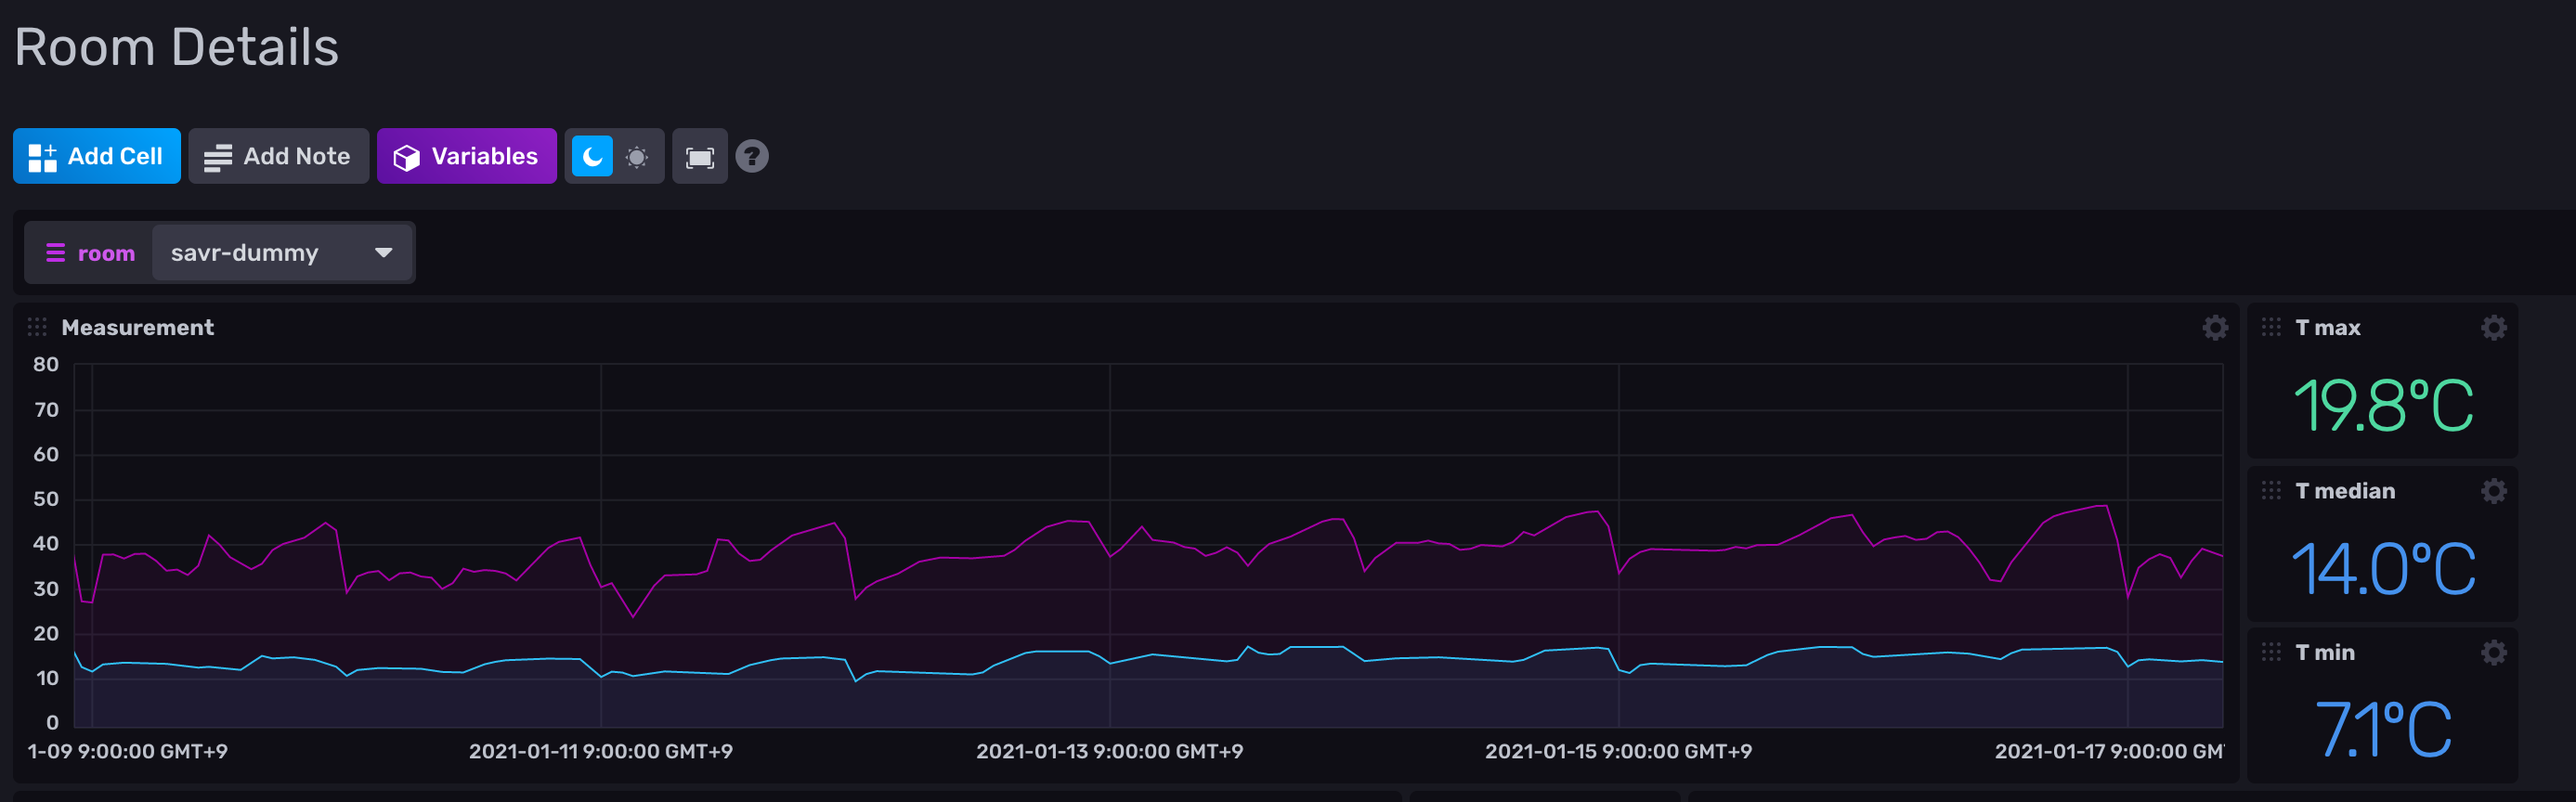 Room Details
Add Cell Add Note Variables ?
room savr-dummy
Measurement
80
70
60
50
40
30
20
10
0
1-09 9:00:00 GMT+9 2021-01-11 9:00:00 GMT+9 2021-01-13 9:00:00 GMT+9 2021-01-15 9:00:00 GMT+9 2021-01-17 9:00:00 GM
T max
19.8°C
T median
14.0°C
T min
7.1°C